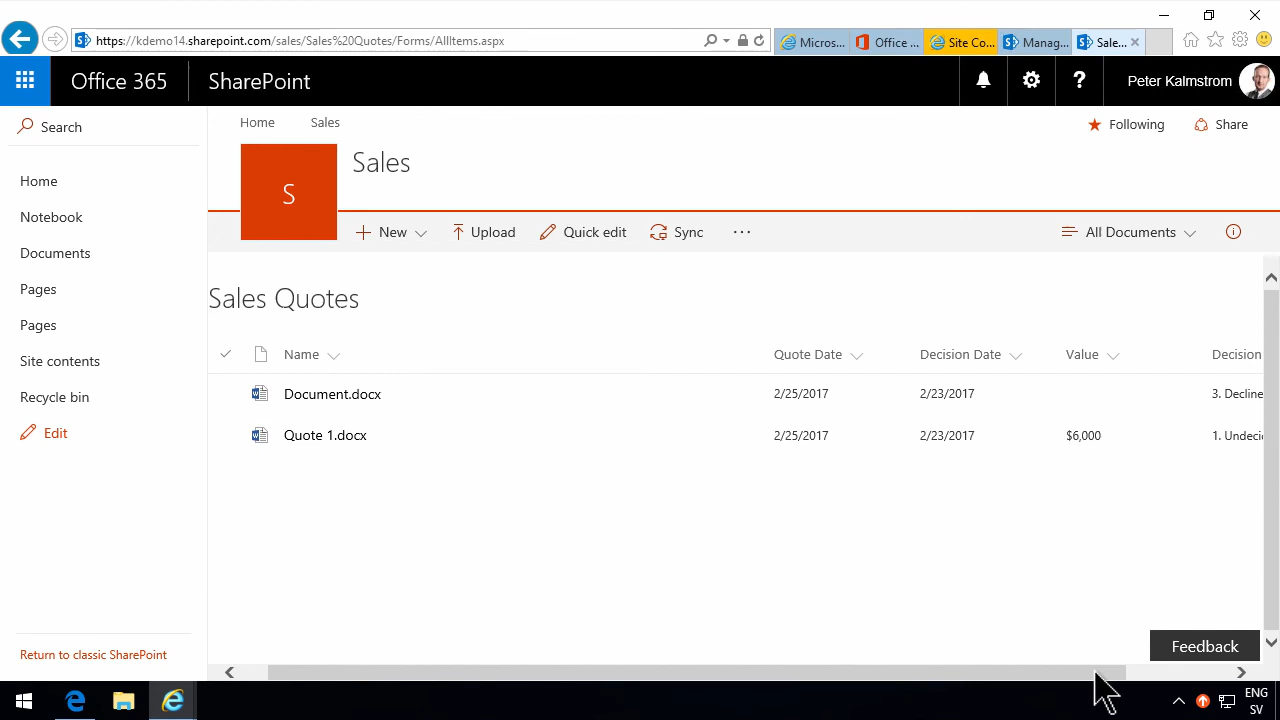 https://kdemo14.sharepoint.com/sales/Sales%20Quotes/Forms/AllItems.aspx
Micros...
Office ...
Site Co...
Manag...
Sale...
Office 365
SharePoint
Peter Kalmstrom
Search
Home
Sales
Following
Share
S
Sales
Home
Notebook
Documents
Pages
Pages
Site contents
Recycle bin
Edit
New
Upload
Quick edit
Sync
All Documents
Sales Quotes
Name
Quote Date
Decision Date
Value
Decision
Document.docx
2/25/2017
2/23/2017
3. Decline
Quote 1.docx
2/25/2017
2/23/2017
$6,000
1. Undeci
Feedback
Return to classic SharePoint
ENG
SV